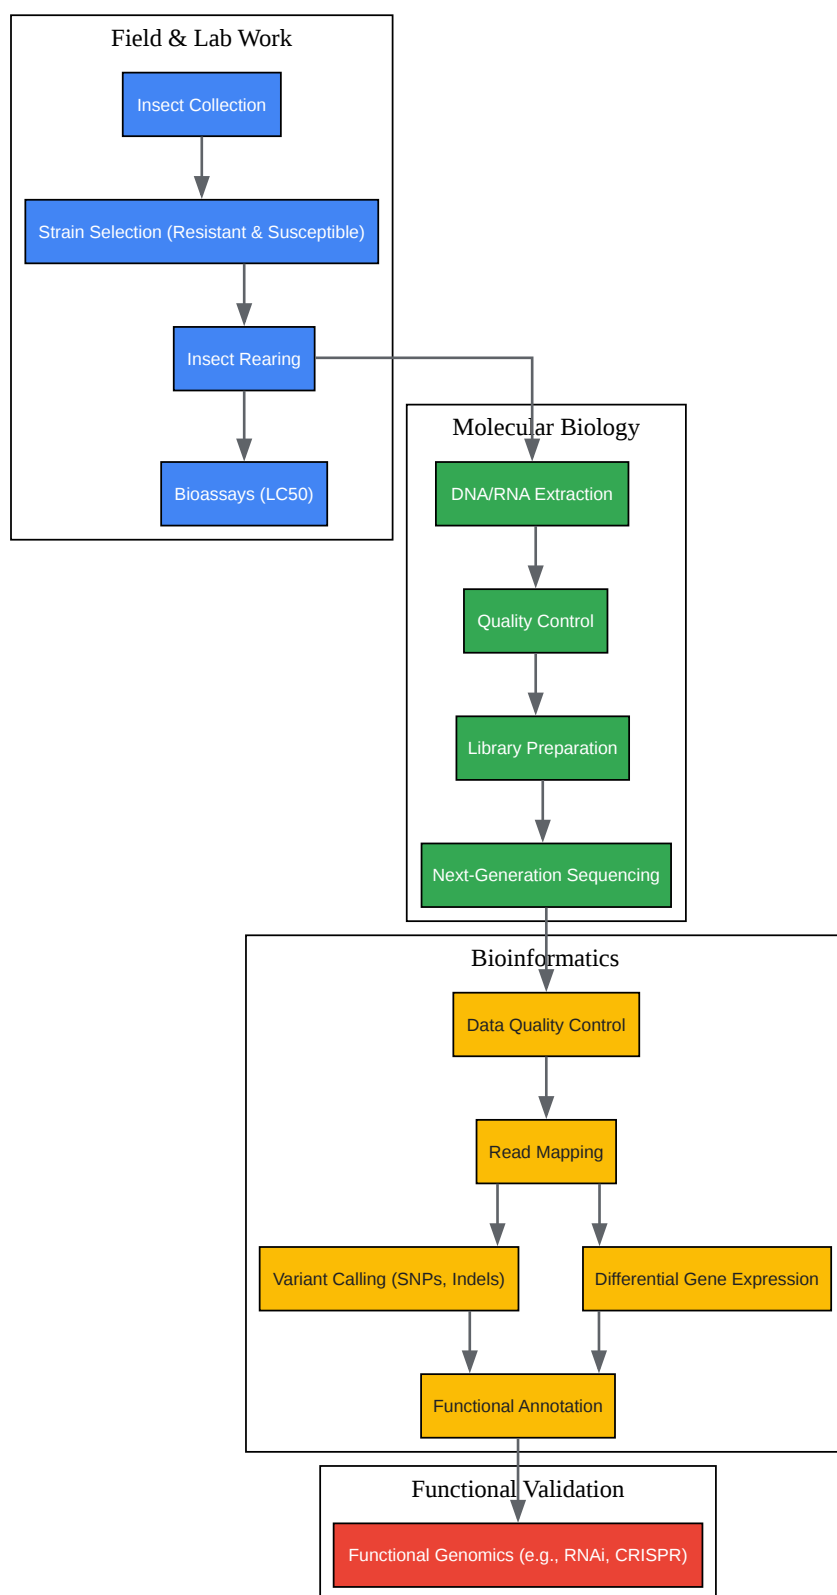 Field & Lab Work
Insect Collection
Strain Selection (Resistant & Susceptible)
Insect Rearing
Bioassays (LC50)
Molecular Biology
DNA/RNA Extraction
Quality Control
Library Preparation
Next-Generation Sequencing
Bioinformatics
Data Quality Control
Read Mapping
Variant Calling (SNPs, Indels)
Differential Gene Expression
Functional Annotation
Functional Validation
Functional Genomics (e.g., RNAi, CRISPR)